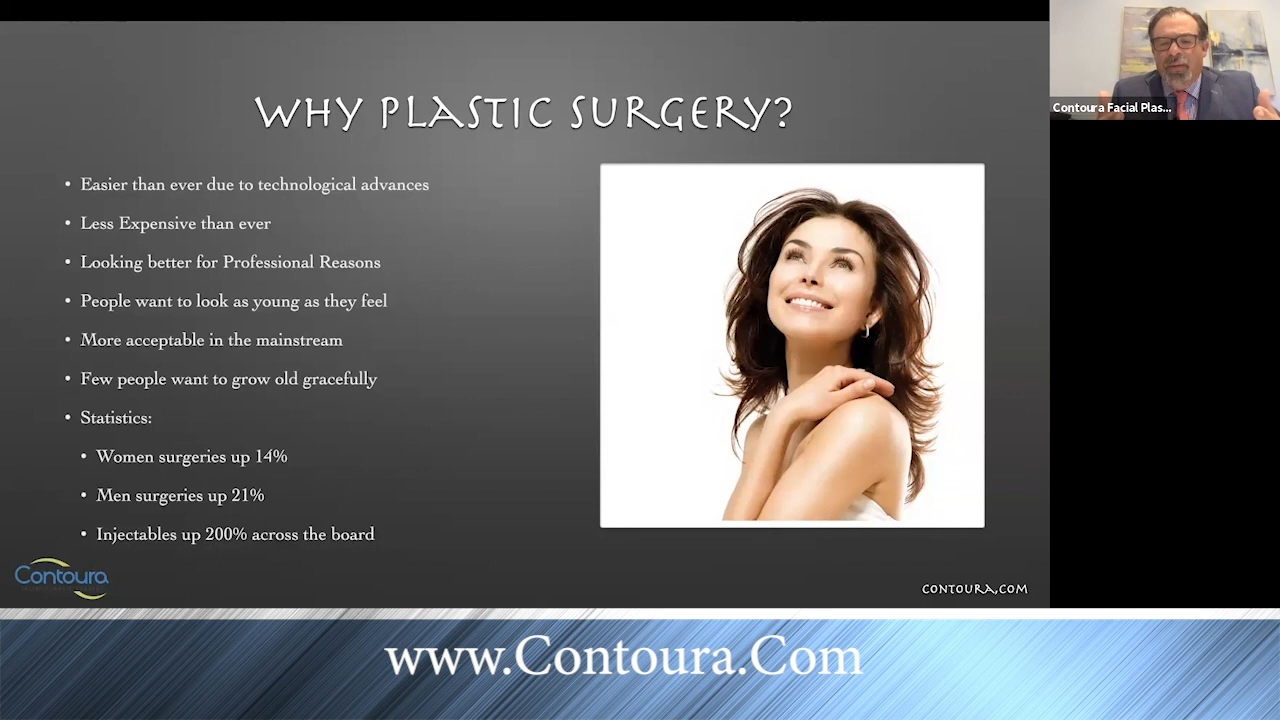 Contoura Facial Plas...
WHY PLASTIC SURGERY?
• Easier than ever due to technological advances
• Less Expensive than ever
• Looking better for Professional Reasons
• People want to look as young as they feel
• More acceptable in the mainstream
• Few people want to grow old gracefully
• Statistics:
• Women surgeries up 14%
• Men surgeries up 21%
• Injectables up 200% across the board
Contoura
CONTOURA.COM
www.Contoura.Com